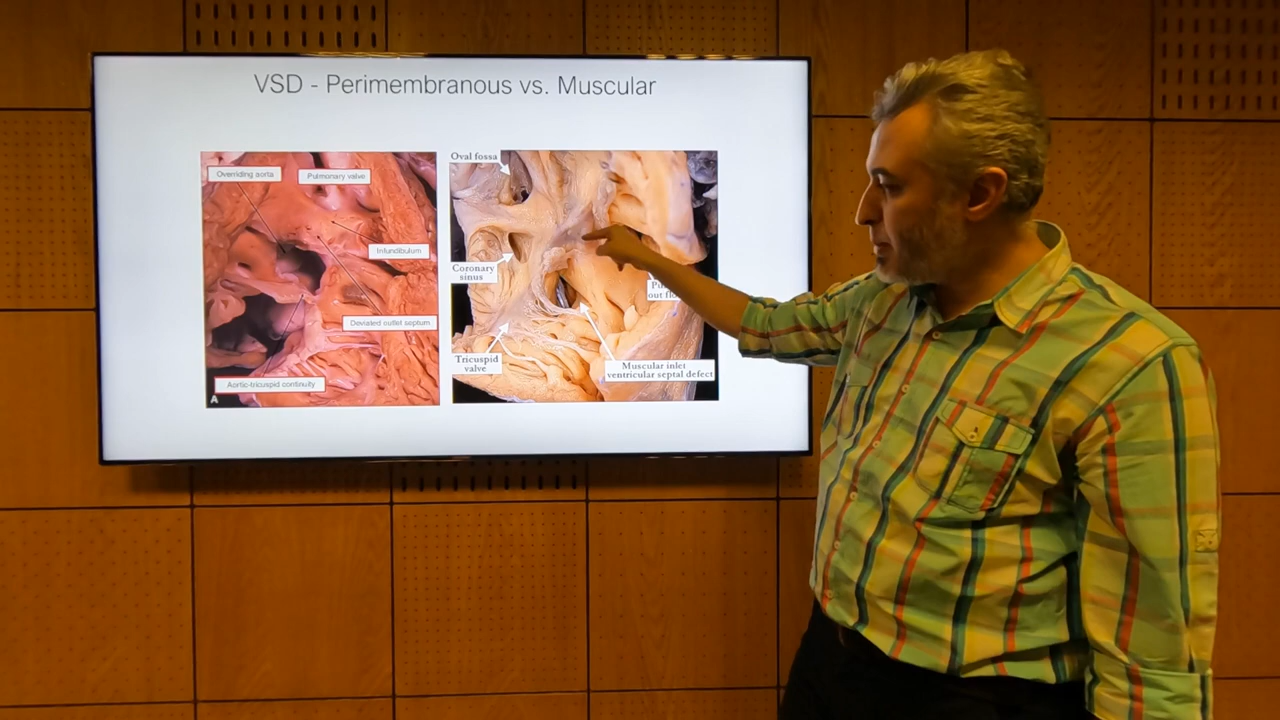 VSD - Perimembranous vs. Muscular
Overriding aorta
Pulmonary valve
Infundibulum
Deviated outlet septum
Aortic-tricuspid continuity
A
Oval fossa
Coronary
sinus
out
Tricuspid
valve
Muscular inlet
ventricular septal defect